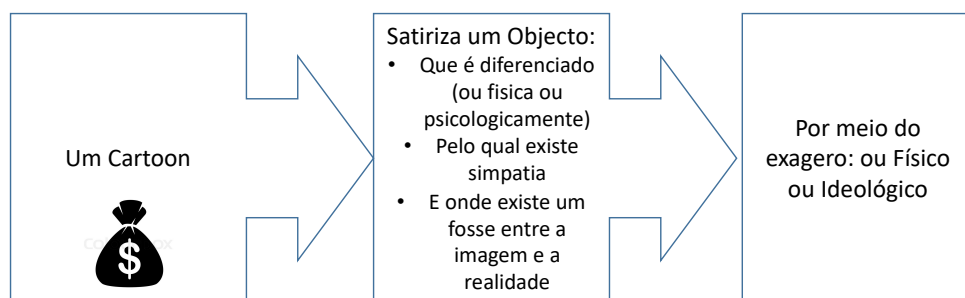 Um Cartoon
$
Satiriza um Objecto:
• Que é diferenciado
(ou fisica ou
psicologicamente)
• Pelo qual existe
simpatia
• E onde existe um
fosse entre a
imagem e a
realidade
Por meio do
exagero: ou Físico
ou Ideológico